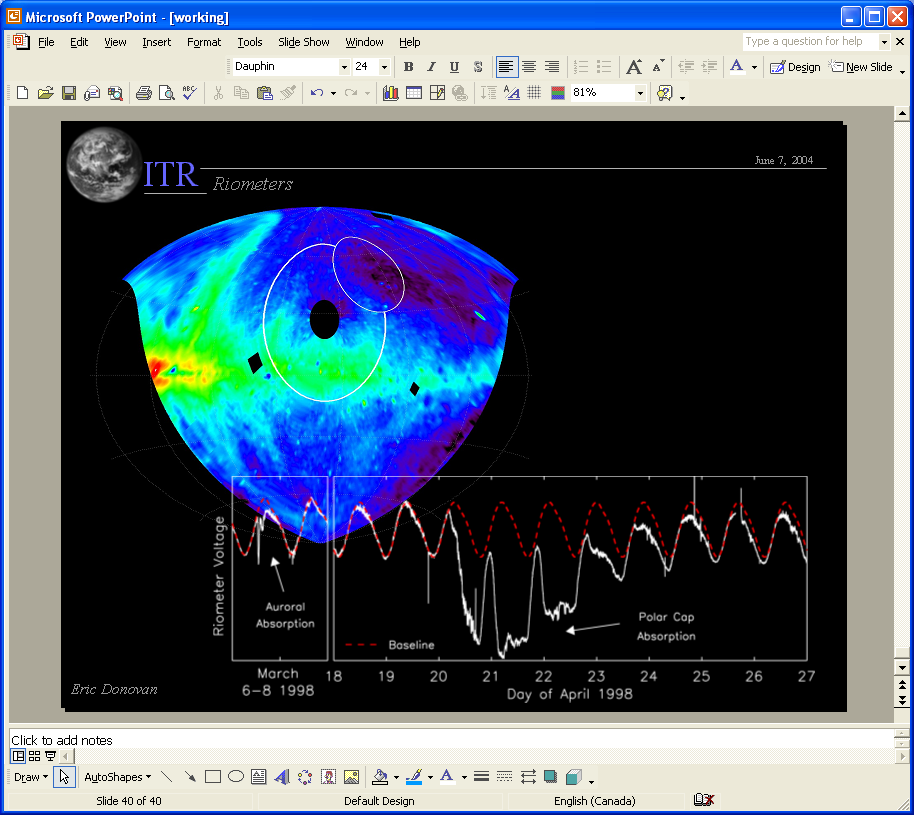 Microsoft PowerPoint - [working]
File Edit View Insert Format Tools Slide Show Window Help Type a question for help
Dauphin 24 B I U S A A A Design New Slide
81%
June 7, 2004
ITR Riometers
Riometer Voltage
Auroral
Absorption
Polar Cap
Absorption
Baseline
March
6-8 1998
18 19 20 21 22 23 24 25 26 27
Day of April 1998
Eric Donovan
Click to add notes
Draw AutoShapes A A
Slide 40 of 40 Default Design English (Canada)